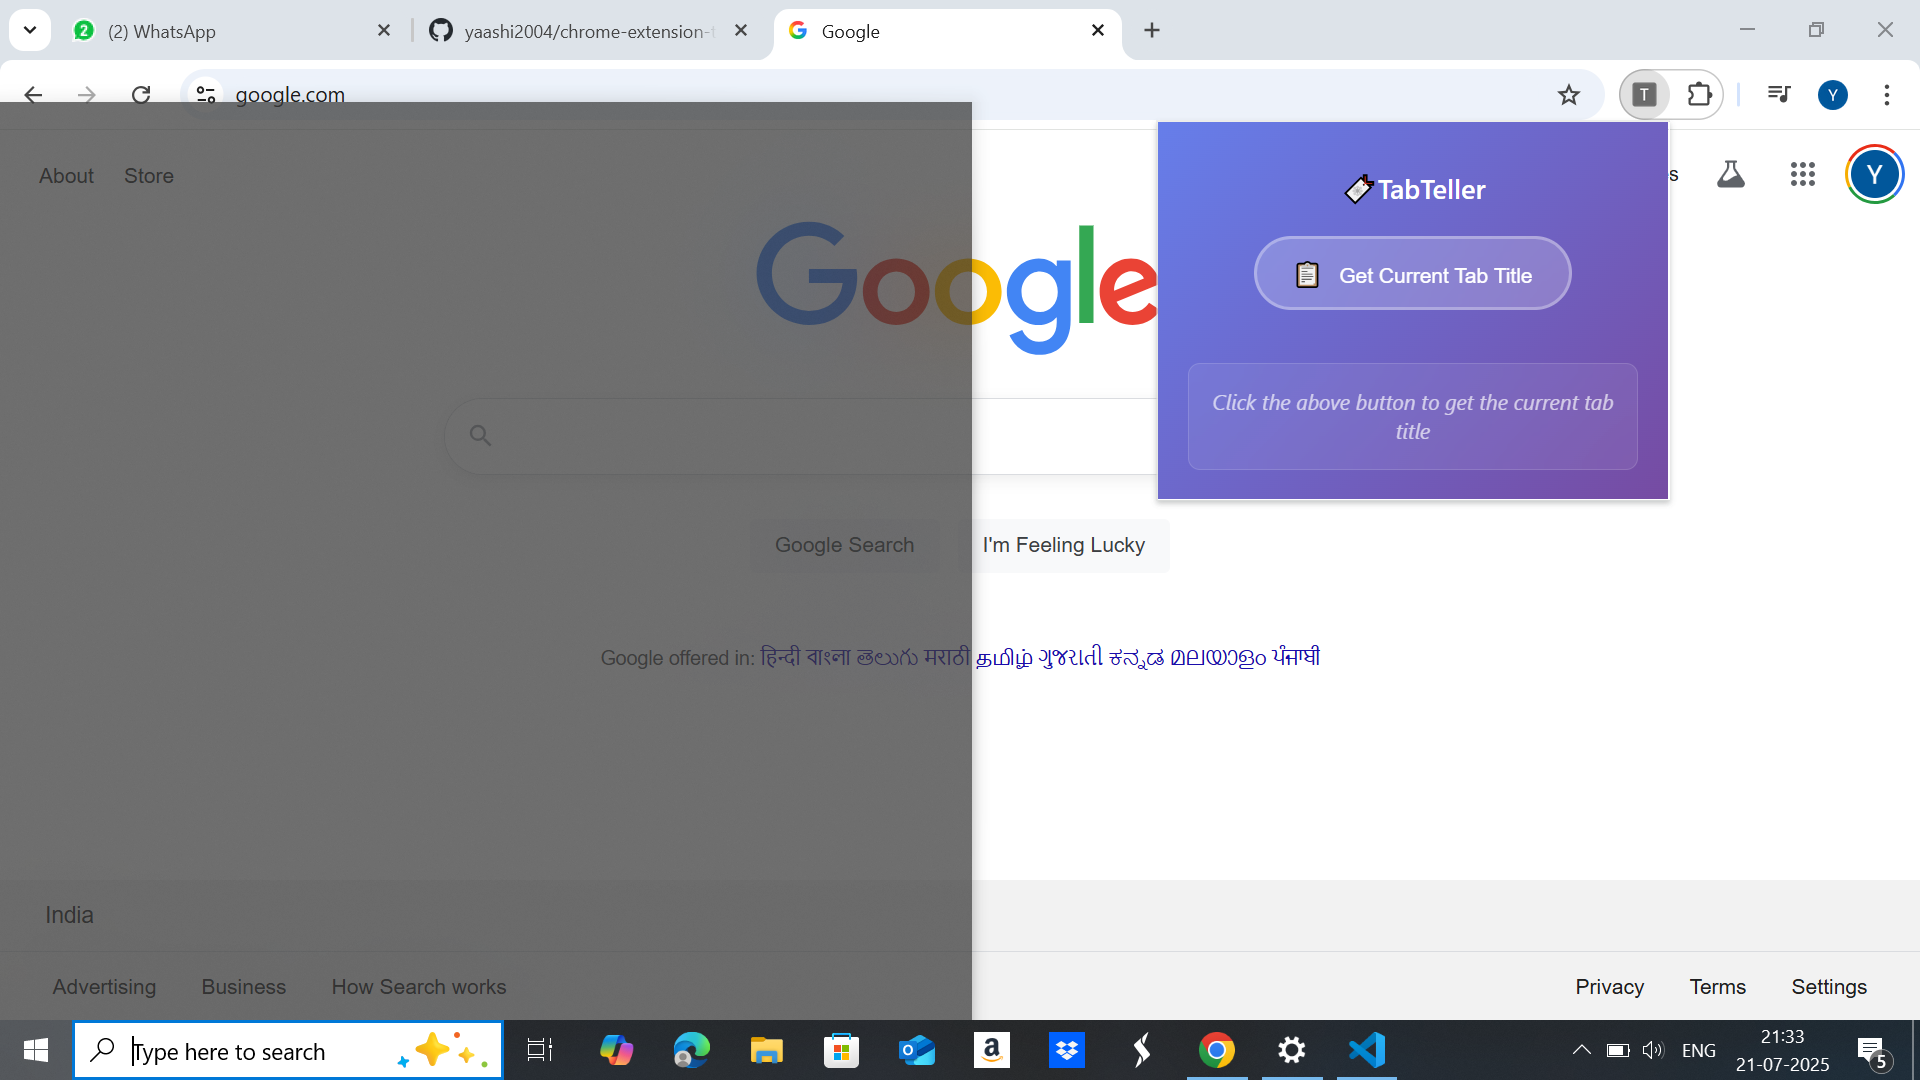 2 (2) WhatsApp
yaashi2004/chrome-extension-t
Google
google.com
T
Y
About Store
s
Y
Google
TabTeller
Get Current Tab Title
Click the above button to get the current tab
title
Google Search I'm Feeling Lucky
Google offered in: हिन्दी বাংলা తెలుగు मराठी தமிழ் ગુજરાતી ಕನ್ನಡ മലയാളം ਪੰਜਾਬੀ
India
Advertising Business How Search works
Privacy Terms Settings
Type here to search
a
ENG
21:33
21-07-2025
5